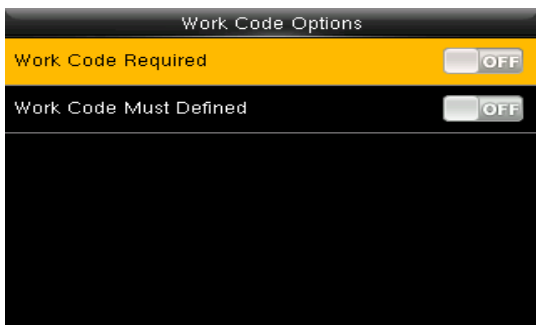 Work Code Options
Work Code Required OFF
Work Code Must Defined OFF